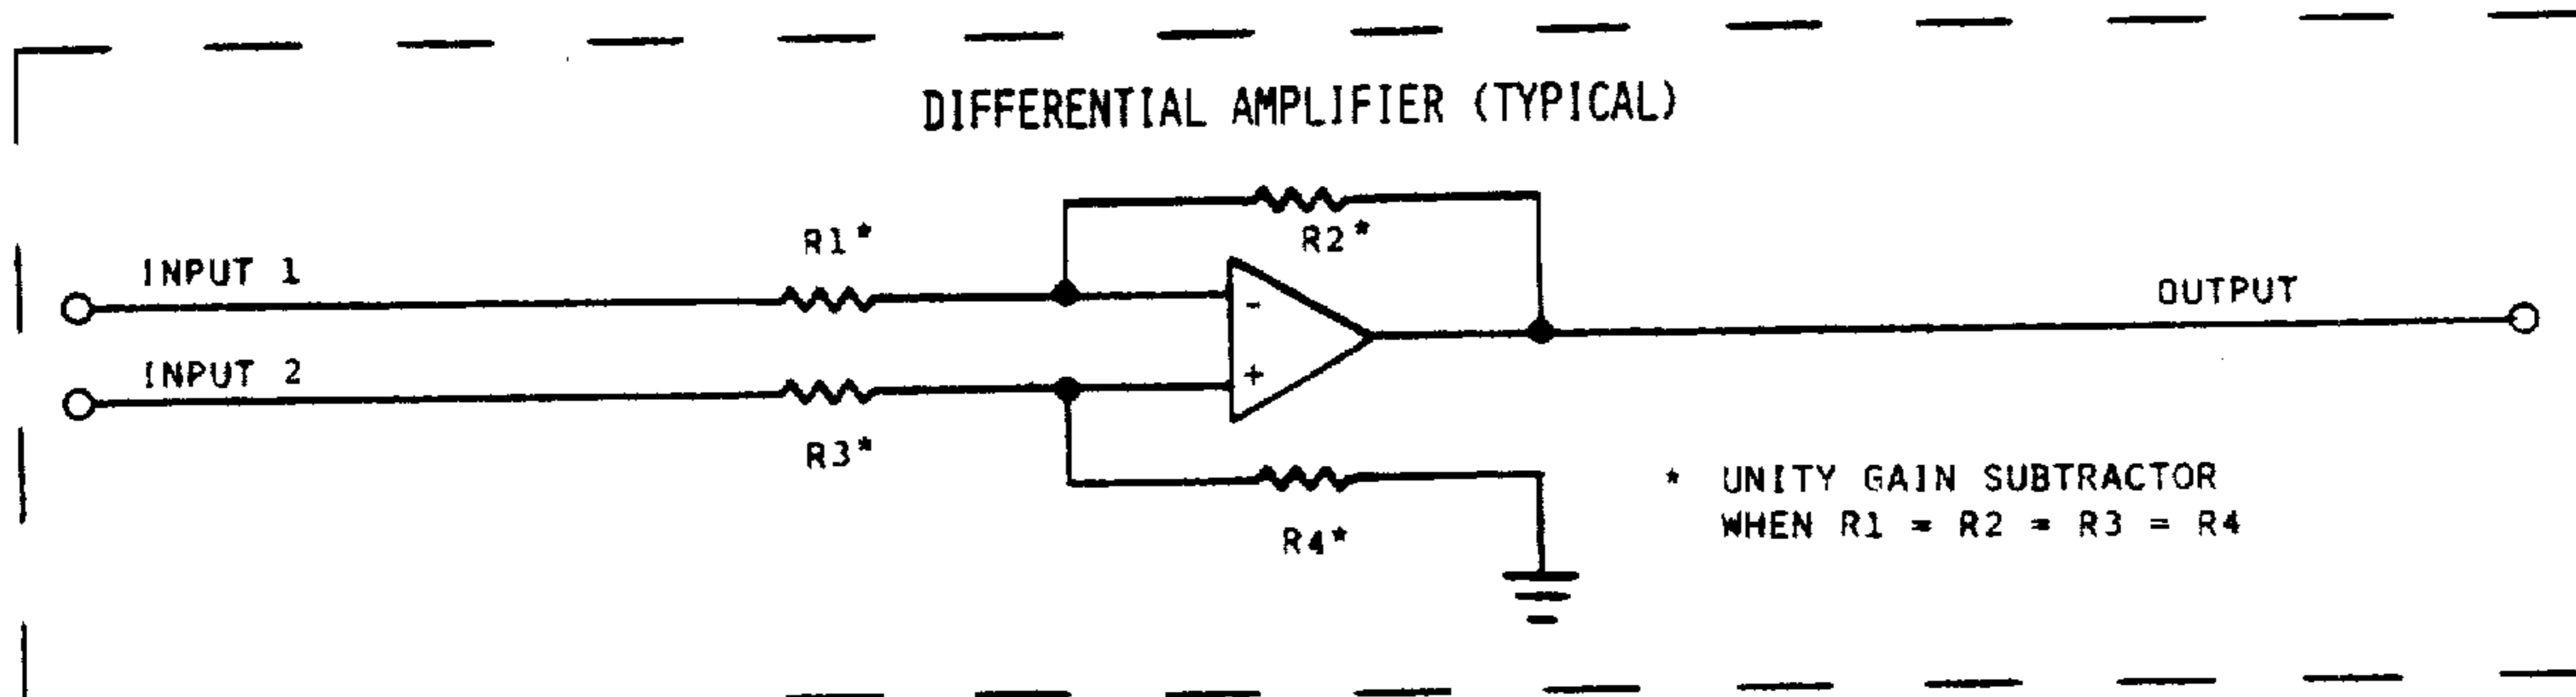 DIFFERENTIAL AMPLIFIER (TYPICAL)
R1*
R2*
INPUT 1
OUTPUT
-
INPUT 2
+
R3*
R4*
* UNITY GAIN SUBTRACTOR
WHEN R1 = R2 = R3 = R4